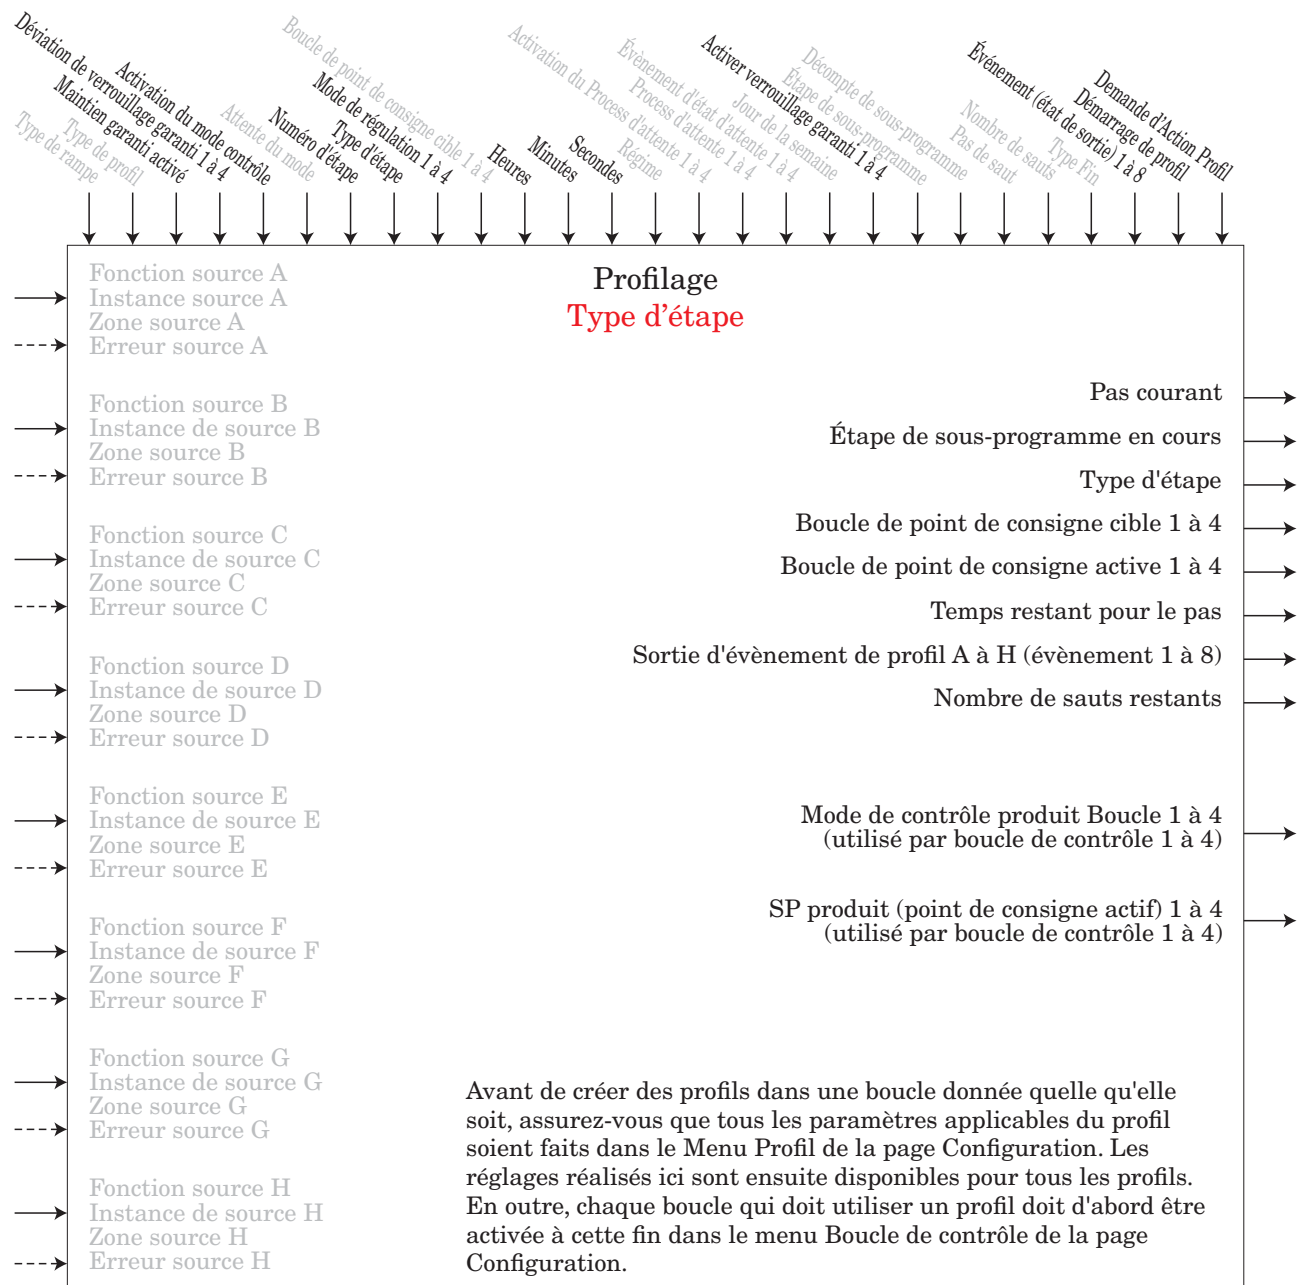 Type de rampe
Type de profil
Maintien garanti activé
Déviation de verrouillage garanti 1 à 4
Activation du mode contrôle
Attente du mode
Numéro d'étape
Type d'étape
Mode de régulation 1 à 4
Boucle de point de consigne cible 1 à 4
Heures
Minutes
Secondes
Régime
Activation du Process d'attente 1 à 4
Process d'attente 1 à 4
Évènement d'état d'attente 1 à 4
Jour de la semaine
Activer verrouillage garanti 1 à 4
Étape de sous-programme
Décompte de sous-programme
Pas de saut
Nombre de sauts
Type Fin
Événement (état de sortie) 1 à 8
Démarrage de profil
Demande d'Action Profil
Profilage
Type d’étape
Fonction source A
Instance source A
Zone source A
Erreur source A
Fonction source B
Instance de source B
Zone source B
Erreur source B
Fonction source C
Instance de source C
Zone source C
Erreur source C
Fonction source D
Instance de source D
Zone source D
Erreur source D
Fonction source E
Instance de source E
Zone source E
Erreur source E
Fonction source F
Instance de source F
Zone source F
Erreur source F
Fonction source G
Instance de source G
Zone source G
Erreur source G
Fonction source H
Instance de source H
Zone source H
Erreur source H
Pas courant
Étape de sous-programme en cours
Type d'étape
Boucle de point de consigne cible 1 à 4
Boucle de point de consigne active 1 à 4
Temps restant pour le pas
Sortie d'évènement de profil A à H (évènement 1 à 8)
Nombre de sauts restants
Mode de contrôle produit Boucle 1 à 4
(utilisé par boucle de contrôle 1 à 4)
SP produit (point de consigne actif) 1 à 4
(utilisé par boucle de contrôle 1 à 4)
Avant de créer des profils dans une boucle donnée quelle qu'elle
soit, assurez-vous que tous les paramètres applicables du profil
soient faits dans le Menu Profil de la page Configuration. Les
réglages réalisés ici sont ensuite disponibles pour tous les profils.
En outre, chaque boucle qui doit utiliser un profil doit d'abord être
activée à cette fin dans le menu Boucle de contrôle de la page
Configuration.